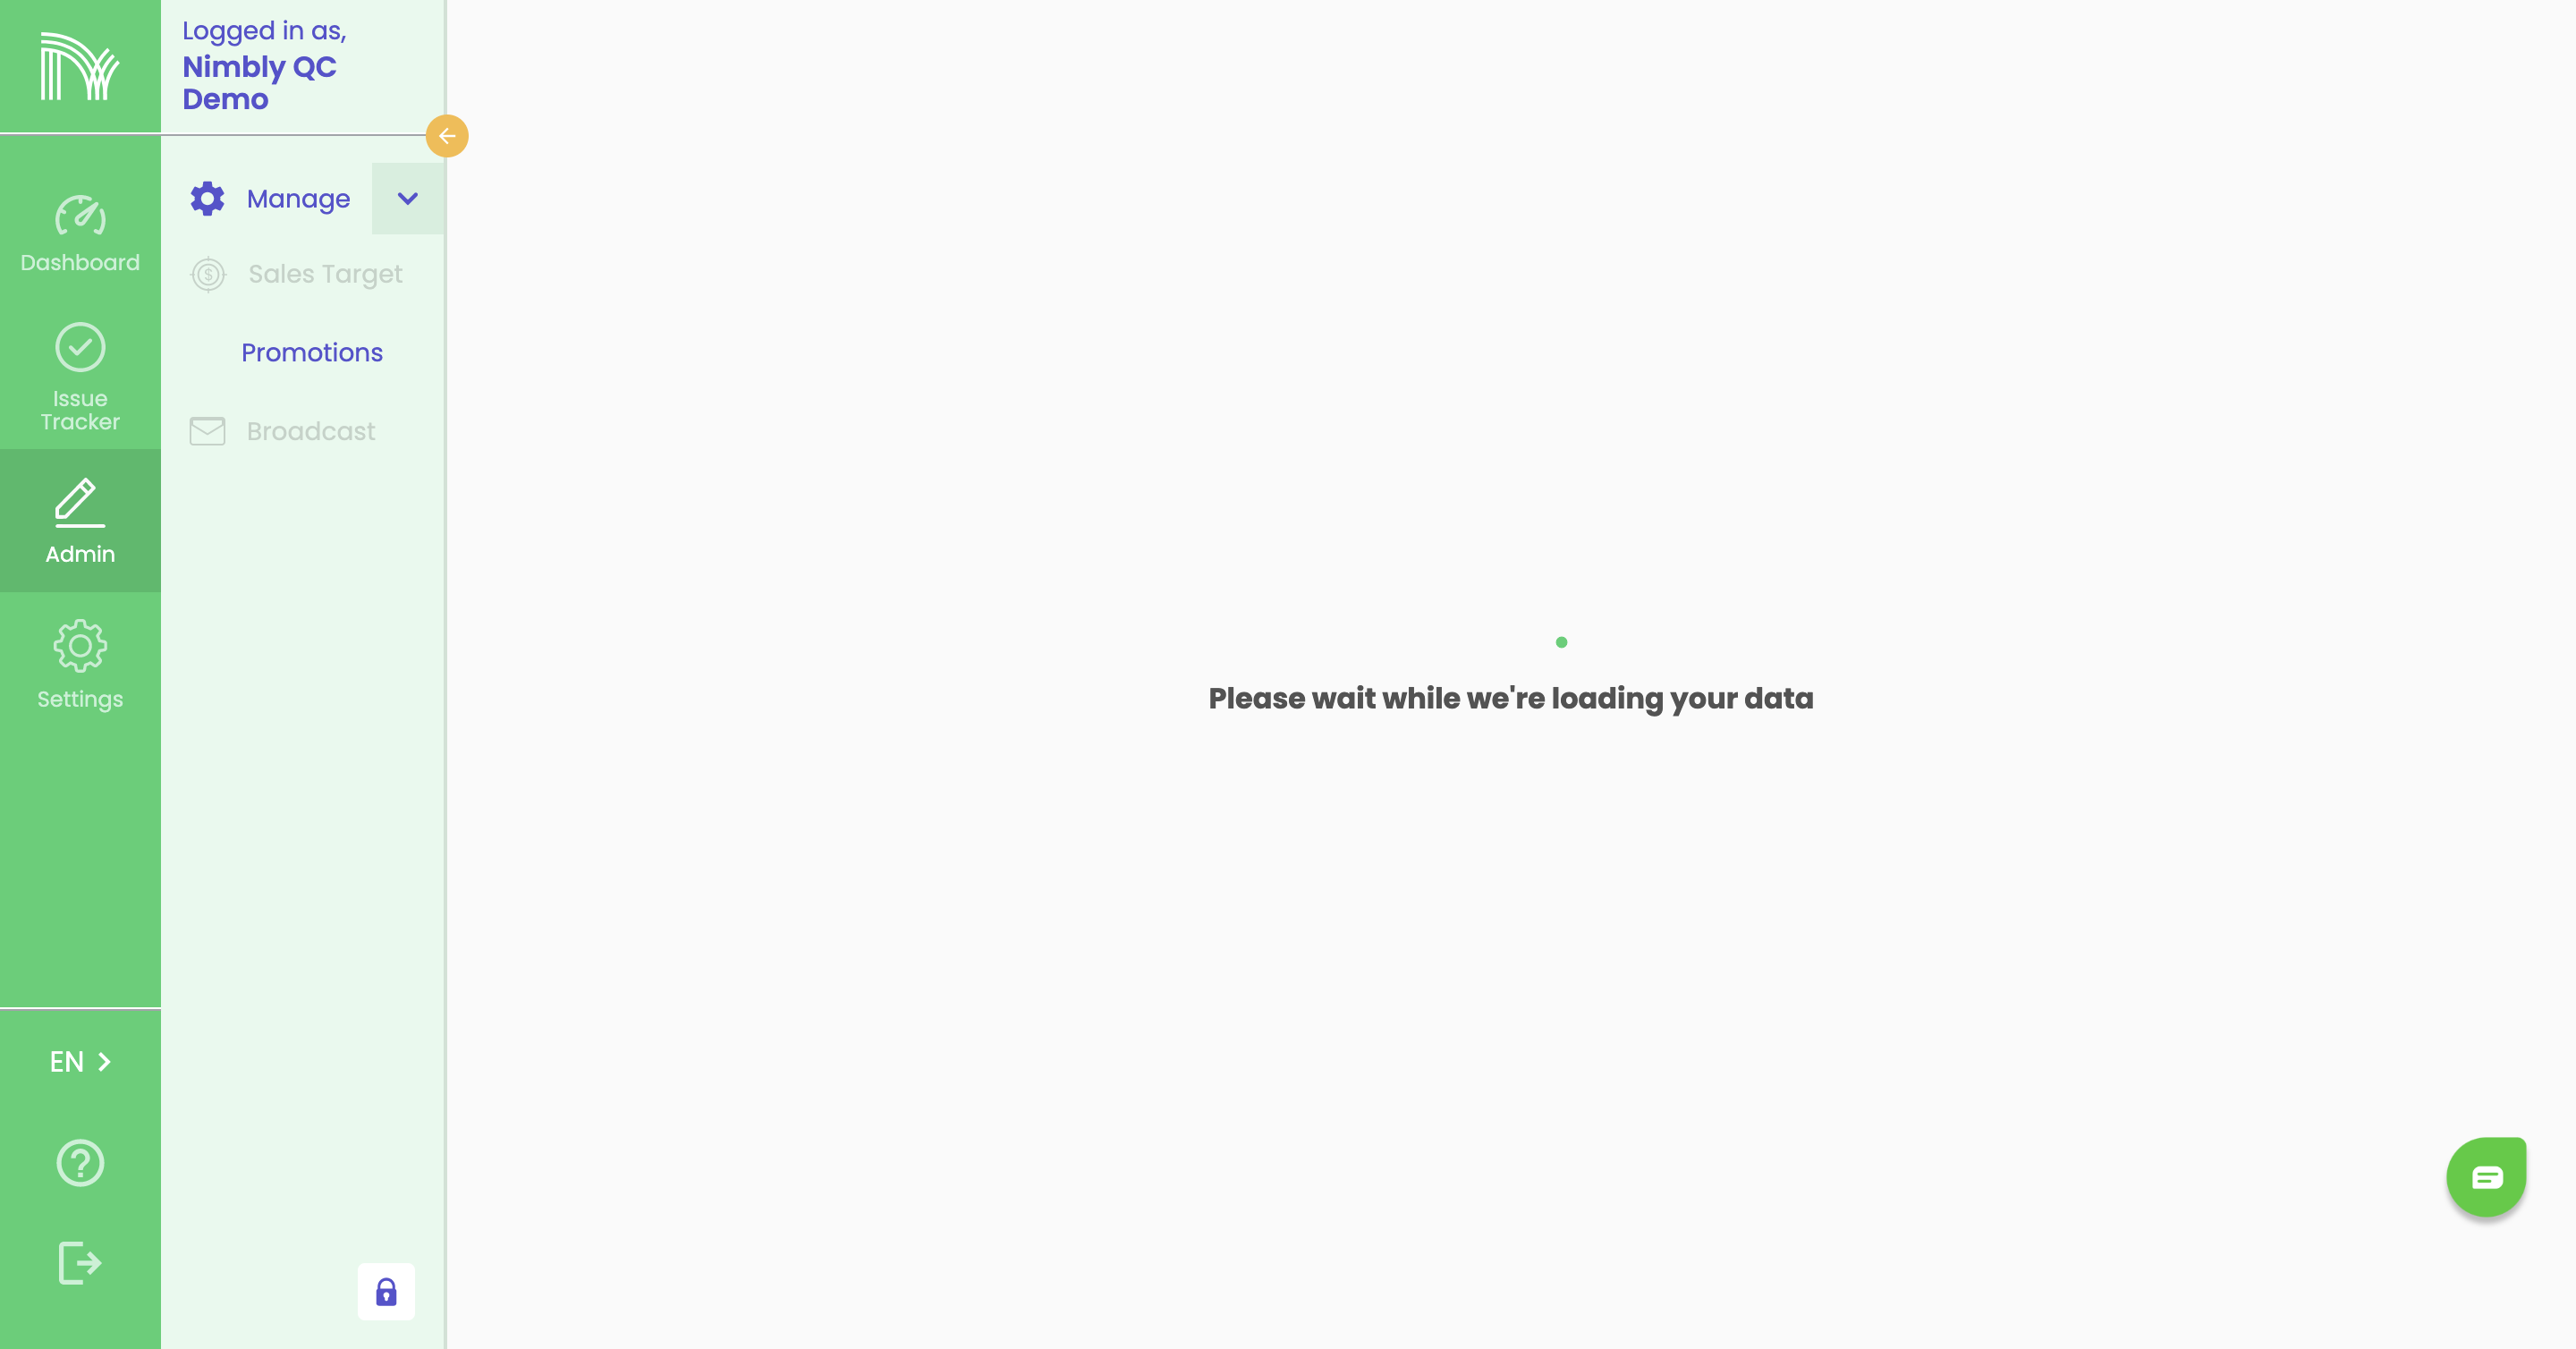 Logged in as,
Nimbly QC
Demo
Dashboard
Issue
Tracker
Admin
Settings
EN
Manage
Sales Target
Promotions
Broadcast
Please wait while we're loading your data